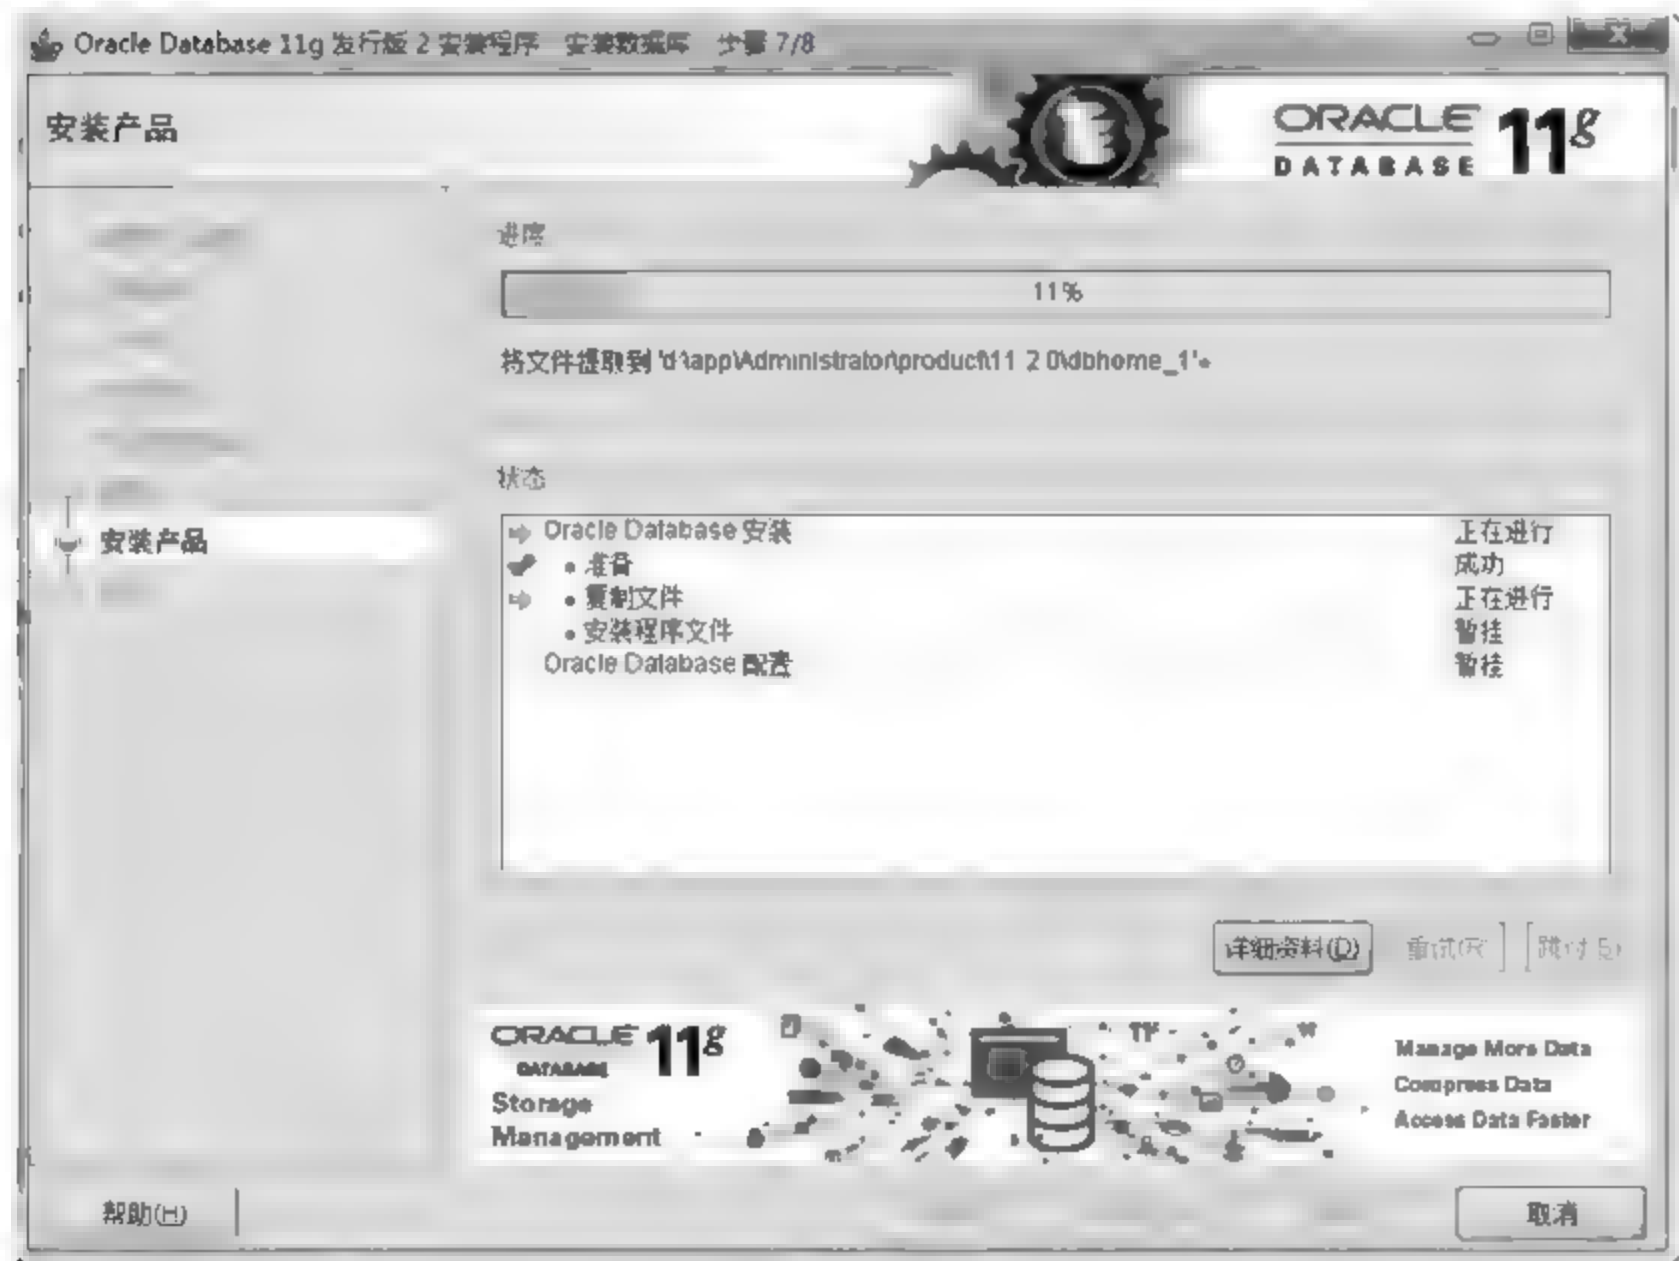 Oracle Database 11g 发行版 2 安装程序 安装数据库 步骤 7/8
安装产品
ORACLE 11g
DATABASE
进度
11%
将文件提取到 'd:\app\Administrator\product\11 2 0\dbhome_1'。
状态
安装产品
Oracle Database 安装 正在进行
• 准备 成功
• 复制文件 正在进行
• 安装程序文件 暂挂
Oracle Database 配置 暂挂
详细资料(D) 重试(R) 跳过(S)
ORACLE 11g
DATABASE
Storage
Management
Manage More Data
Compress Data
Access Data Faster
帮助(H) 取消